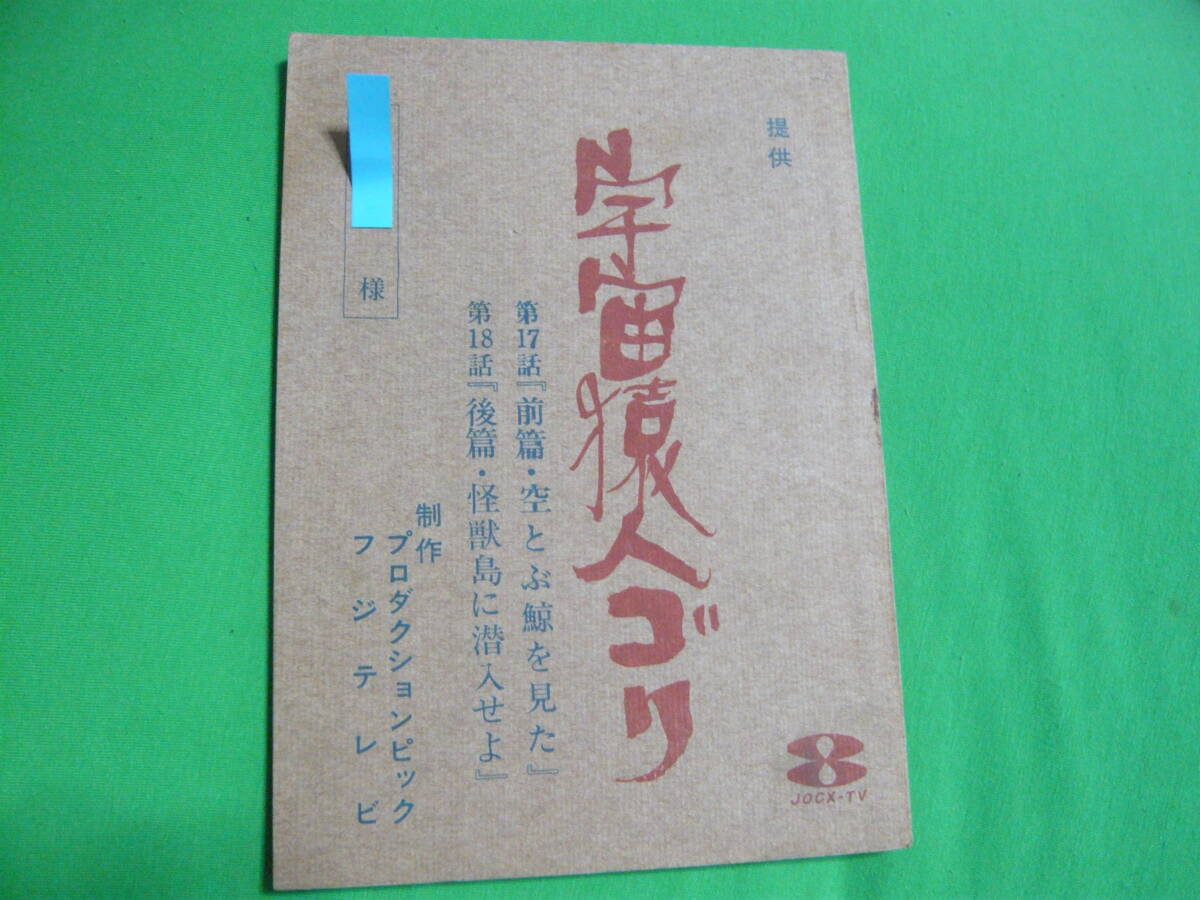 提供
宇宙猿人ゴリ
第17話『前篇・空とぶ鯨を見た』
第18話『後篇・怪獣島に潜入せよ』
制作
プロダクションピック
フジテレビ
様
8
JOCX-TV